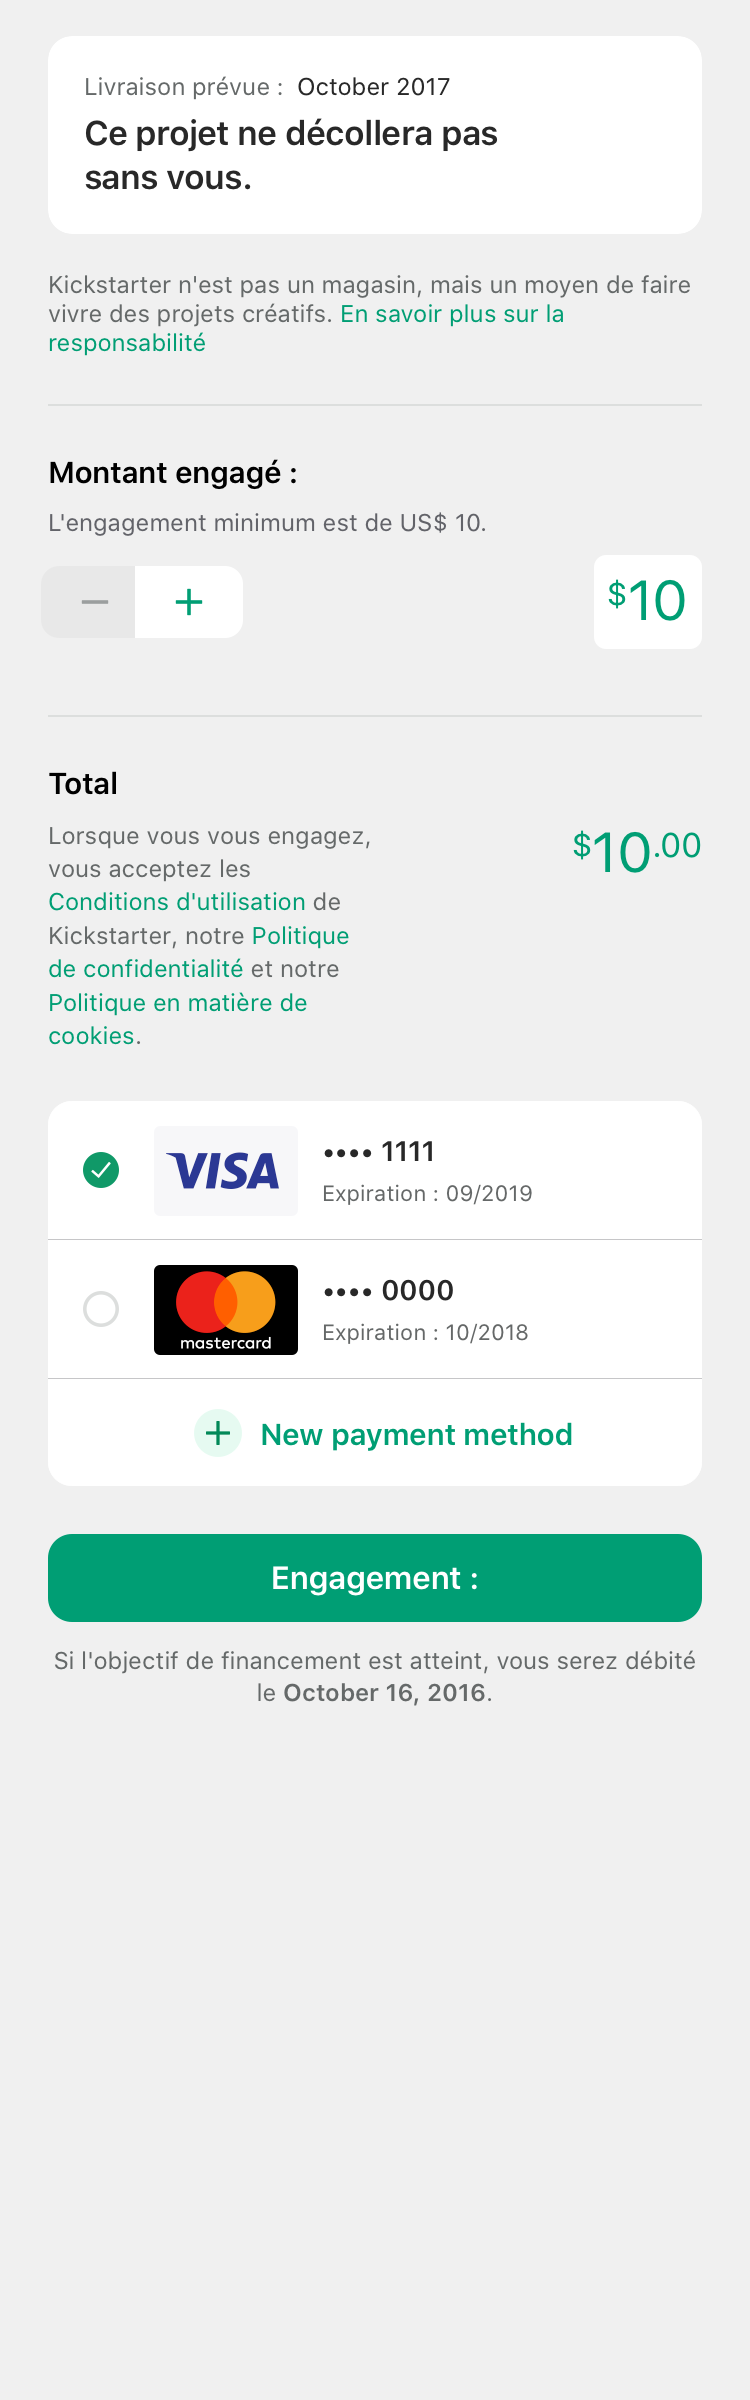 Livraison prévue : October 2017
Ce projet ne décollera pas
sans vous.
Kickstarter n'est pas un magasin, mais un moyen de faire
vivre des projets créatifs. En savoir plus sur la
responsabilité
Montant engagé :
L'engagement minimum est de US$ 10.
− +
$10
Total
Lorsque vous vous engagez,
vous acceptez les
Conditions d'utilisation de
Kickstarter, notre Politique
de confidentialité et notre
Politique en matière de
cookies.
$10.00
VISA
•••• 1111
Expiration : 09/2019
mastercard
•••• 0000
Expiration : 10/2018
+ New payment method
Engagement :
Si l'objectif de financement est atteint, vous serez débité
le October 16, 2016.